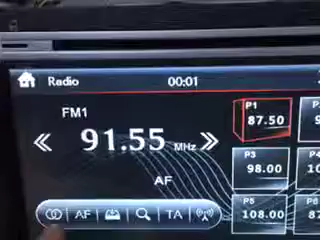 Radio 00:01
FM1
91.55 MHz
AF
AF TA
P1
87.50
P3
98.00
P5
108.00